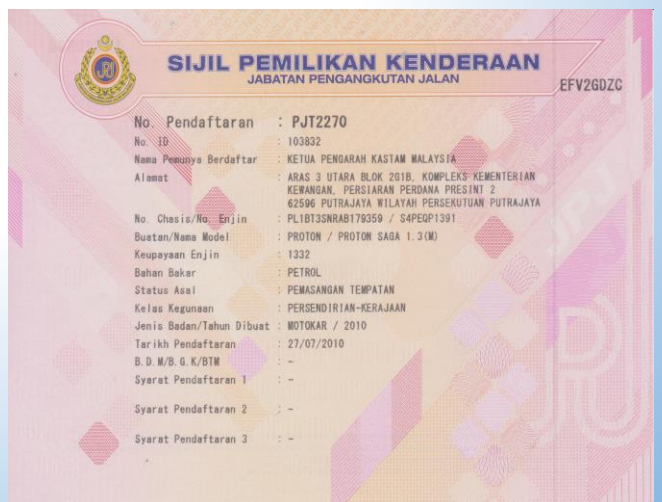 SIJIL PEMILIKAN KENDERAAN
JABATAN PENGANGKUTAN JALAN
EFV2GDZC
No. Pendaftaran : PJT2270
No. ID : 103832
Nama Pemunya Berdaftar : KETUA PENGARAH KASTAM MALAYSIA
Alamat : ARAS 3 UTARA BLOK 2G1B, KOMPLEKS KEMENTERIAN
KEWANGAN, PERSIARAN PERDANA PRESINT 2
62596 PUTRAJAYA WILAYAH PERSEKUTUAN PUTRAJAYA
No. Chasis/No. Enjin : PL1BT3SNRAB179359 / S4PEQP1391
Buatan/Nama Model : PROTON / PROTON SAGA 1.3(M)
Keupayaan Enjin : 1332
Bahan Bakar : PETROL
Status Asal : PEMASANGAN TEMPATAN
Kelas Kegunaan : PERSENDIRIAN-KERAJAAN
Jenis Badan/Tahun Dibuat : MOTOKAR / 2010
Tarikh Pendaftaran : 27/07/2010
B.D.M/B.G.K/BTM : -
Syarat Pendaftaran 1 : -
Syarat Pendaftaran 2 : -
Syarat Pendaftaran 3 : -